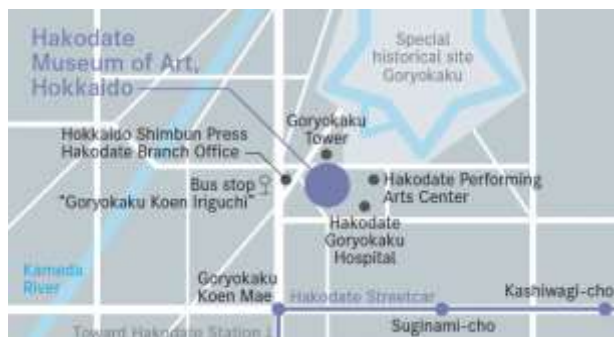 Hakodate
Museum of Art,
Hokkaido
Special
historical site
Goryokaku
Goryokaku
Tower
Hokkaido Shimbun Press
Hakodate Branch Office
Bus stop
"Goryokaku Koen Iriguchi"
Hakodate Performing
Arts Center
Hakodate
Goryokaku
Hospital
Kameda
River
Goryokaku
Koen Mae
Hakodate Streetcar
Kashiwagi-cho
Suginami-cho
Toward Hakodate Station